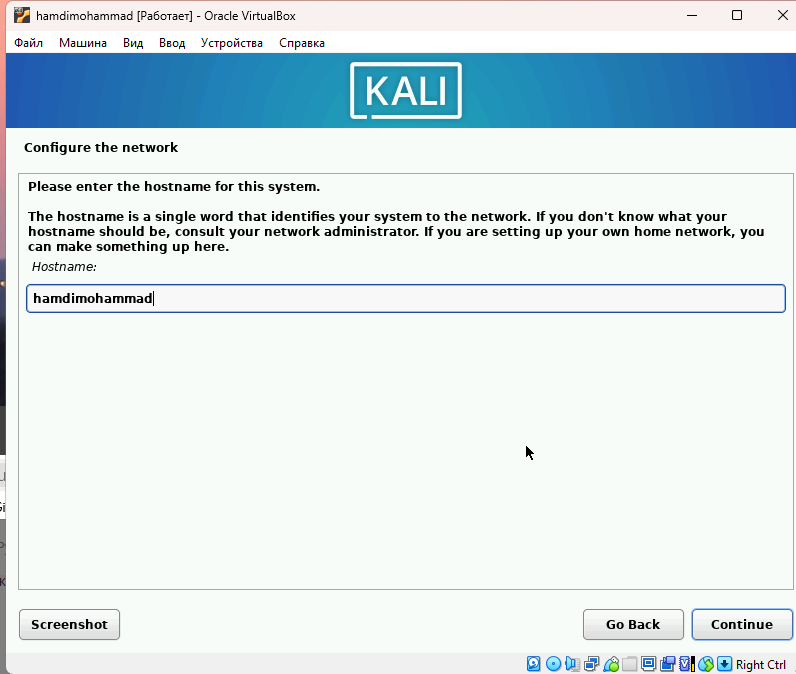 hamdimohammad [Работает] - Oracle VirtualBox
Файл Машина Вид Ввод Устройства Справка
KALI
Configure the network
Please enter the hostname for this system.
The hostname is a single word that identifies your system to the network. If you don't know what your
hostname should be, consult your network administrator. If you are setting up your own home network, you
can make something up here.
Hostname:
hamdimohammad
Screenshot Go Back Continue
Right Ctrl